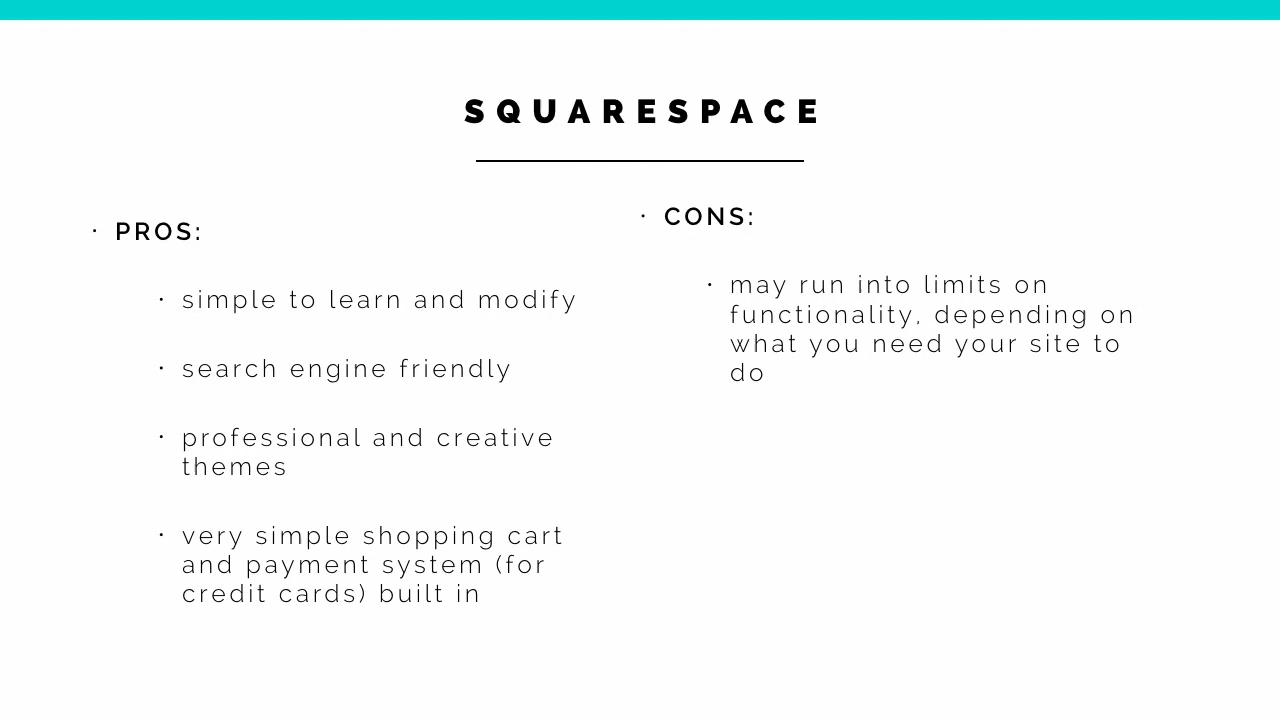 SQUARESPACE
· PROS:
· simple to learn and modify
· search engine friendly
· professional and creative
themes
· very simple shopping cart
and payment system (for
credit cards) built in
· CONS:
· may run into limits on
functionality, depending on
what you need your site to
do